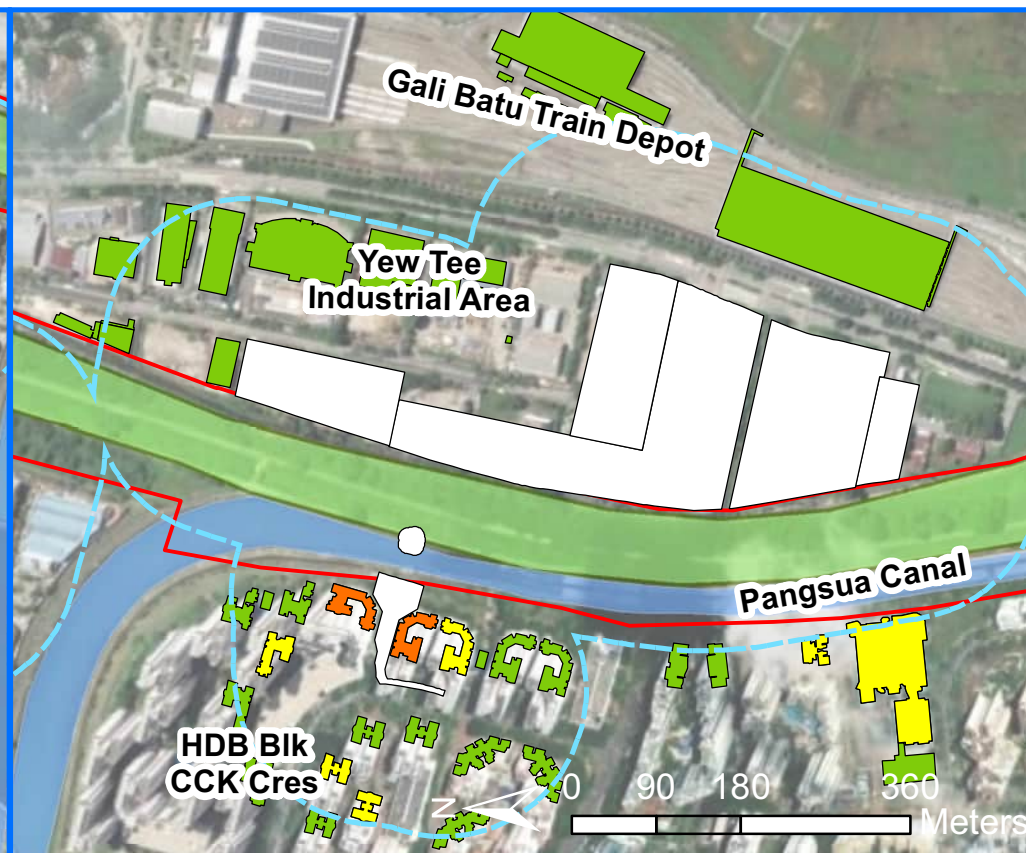 Gali Batu Train Depot
Yew Tee
Industrial Area
Pangsua Canal
HDB Blk
CCK Cres
N
0 90 180 360
Meters